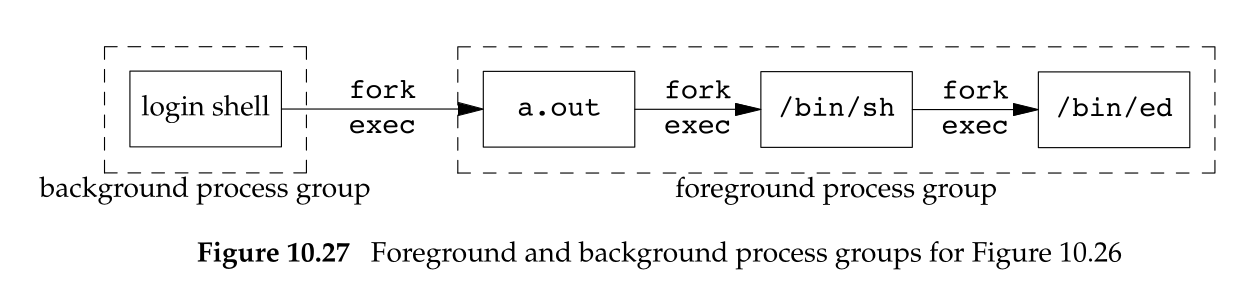 fork fork fork
login shell a.out /bin/sh /bin/ed
exec exec exec
background process group foreground process group
Figure 10.27 Foreground and background process groups for Figure 10.26